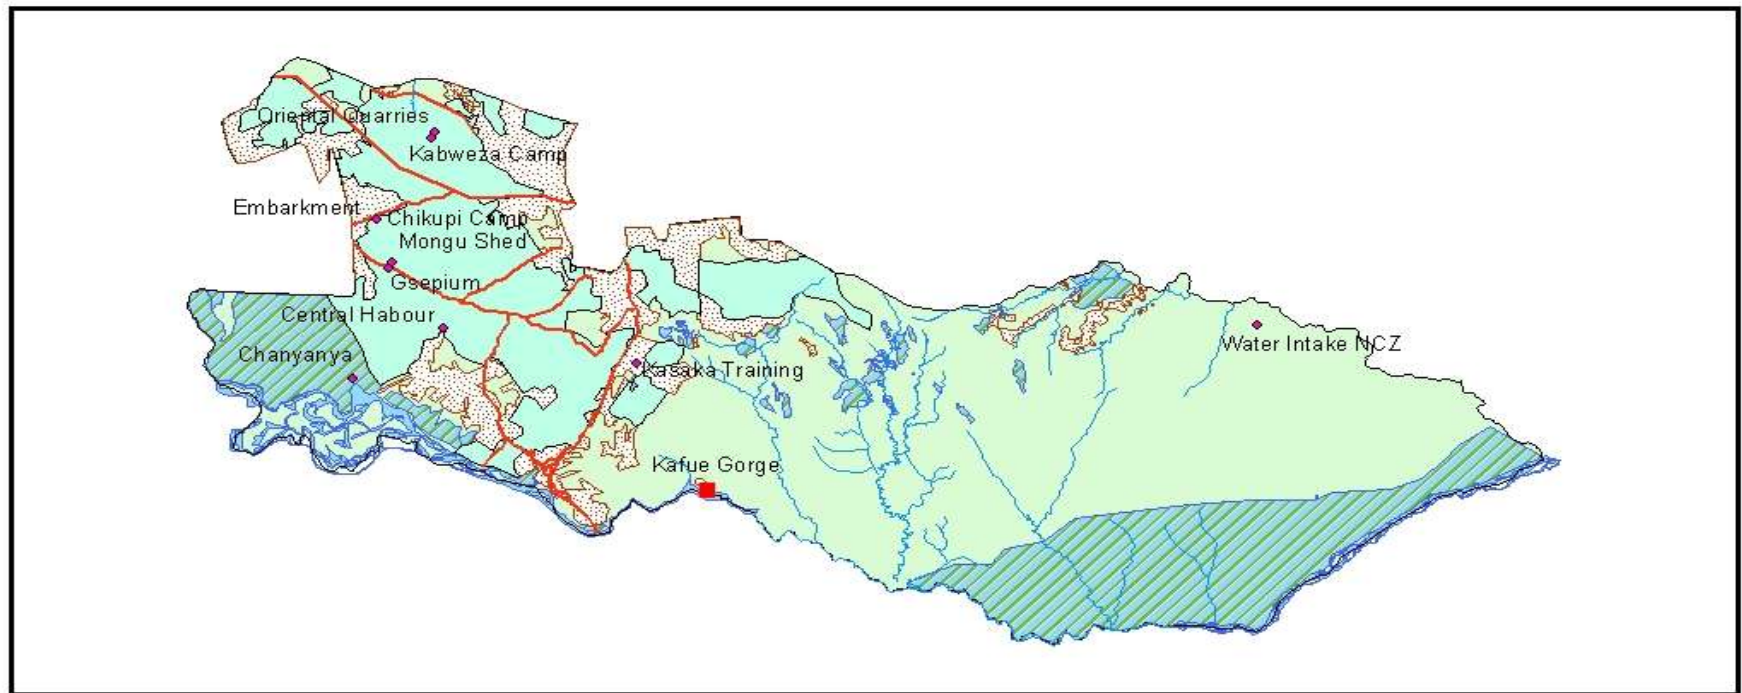 Oriental Quarries
Kabweza Camp
Embarkment
Chikupi Camp
Mongu Shed
Gsepium
Central Habour
Chanyanya
Water Intake NCZ
Kasaka Training
Kafue Gorge